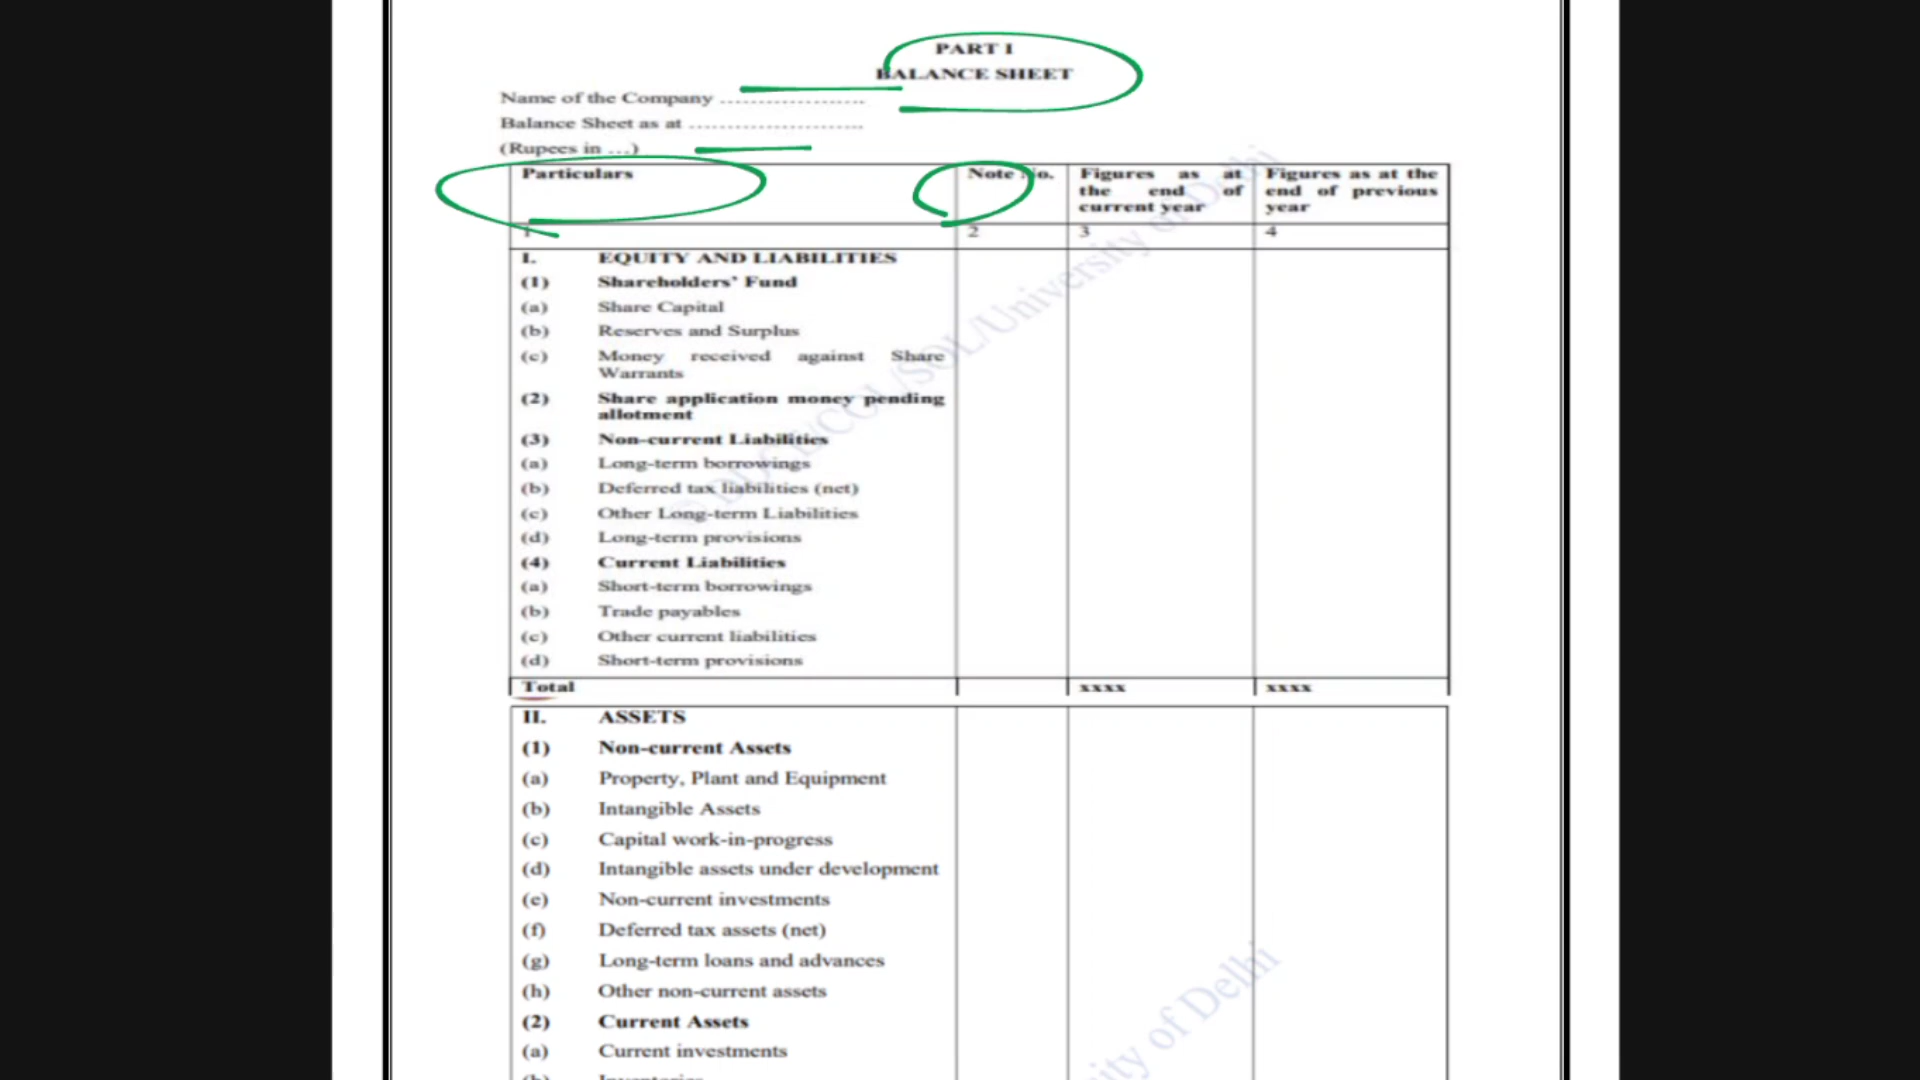 PART I
BALANCE SHEET
Name of the Company ...................
Balance Sheet as at .......................
(Rupees in ...)
Particulars Note No. Figures as at the end of current year Figures as at the end of previous year
1 2 3 4
I. EQUITY AND LIABILITIES
(1) Shareholders' Fund
(a) Share Capital
(b) Reserves and Surplus
(c) Money received against Share
Warrants
(2) Share application money pending
allotment
(3) Non-current Liabilities
(a) Long-term borrowings
(b) Deferred tax liabilities (net)
(c) Other Long-term Liabilities
(d) Long-term provisions
(4) Current Liabilities
(a) Short-term borrowings
(b) Trade payables
(c) Other current liabilities
(d) Short-term provisions
Total xxxx xxxx
II. ASSETS
(1) Non-current Assets
(a) Property, Plant and Equipment
(b) Intangible Assets
(c) Capital work-in-progress
(d) Intangible assets under development
(e) Non-current investments
(f) Deferred tax assets (net)
(g) Long-term loans and advances
(h) Other non-current assets
(2) Current Assets
(a) Current investments
/SOL/University of Delhi
of Delhi